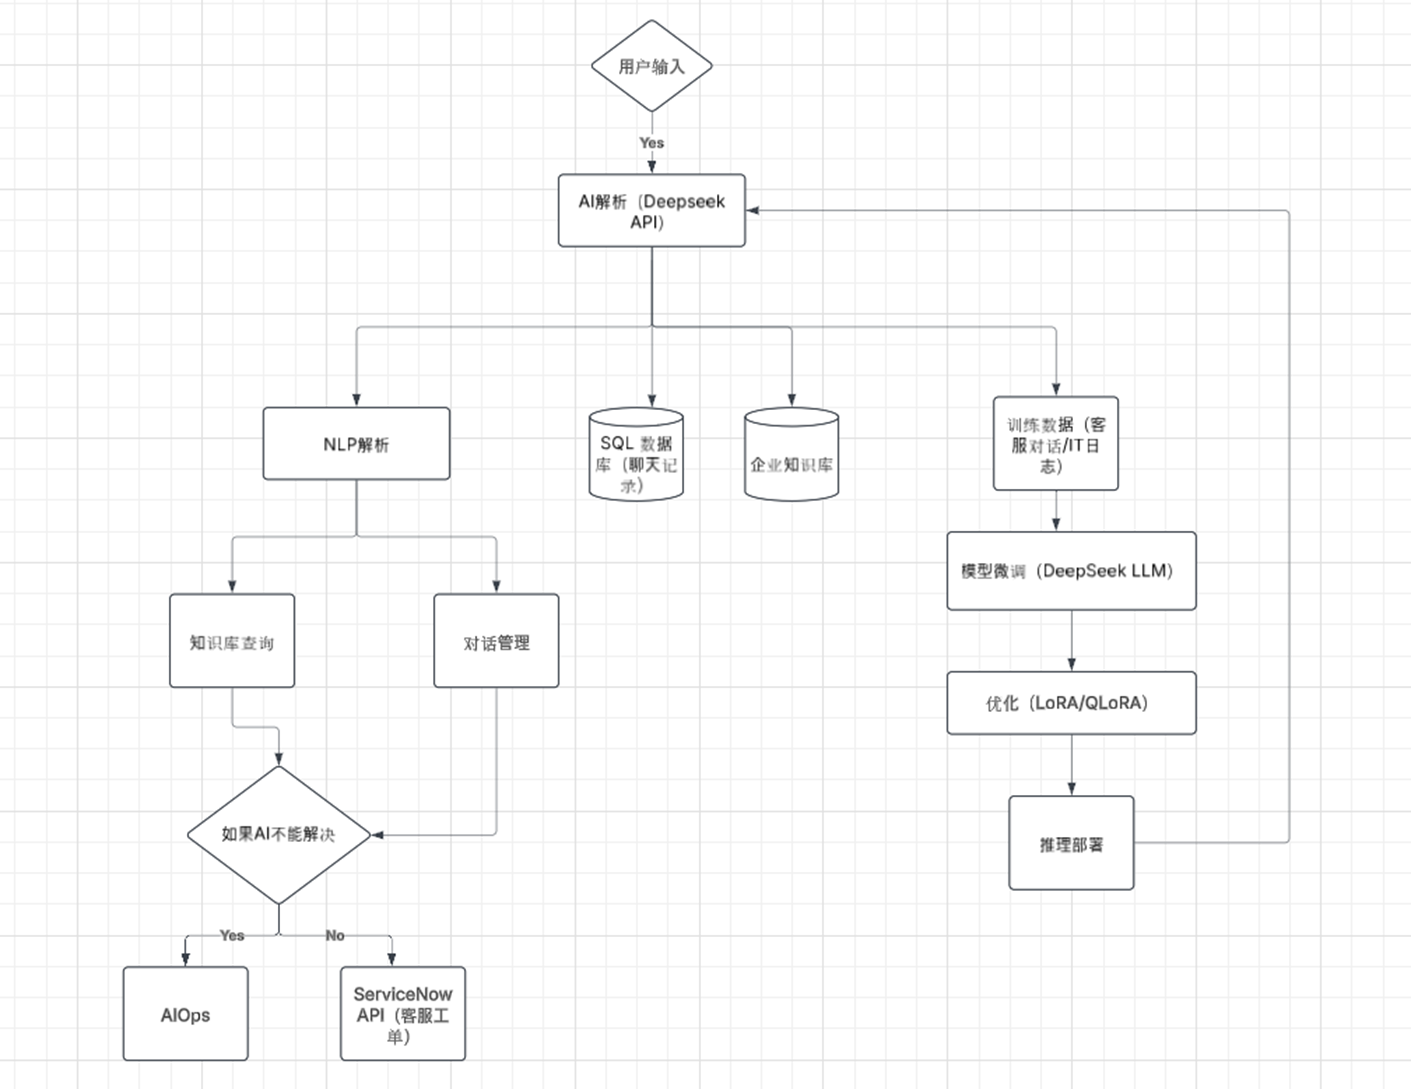 用户输入
Yes
AI解析（Deepseek
API）
NLP解析
SQL 数据
库（聊天记
录）
企业知识库
训练数据（客
服对话/IT日
志）
模型微调（DeepSeek LLM）
知识库查询
对话管理
优化（LoRA/QLoRA）
如果AI不能解决
推理部署
Yes
No
AIOps
ServiceNow
API（客服工
单）